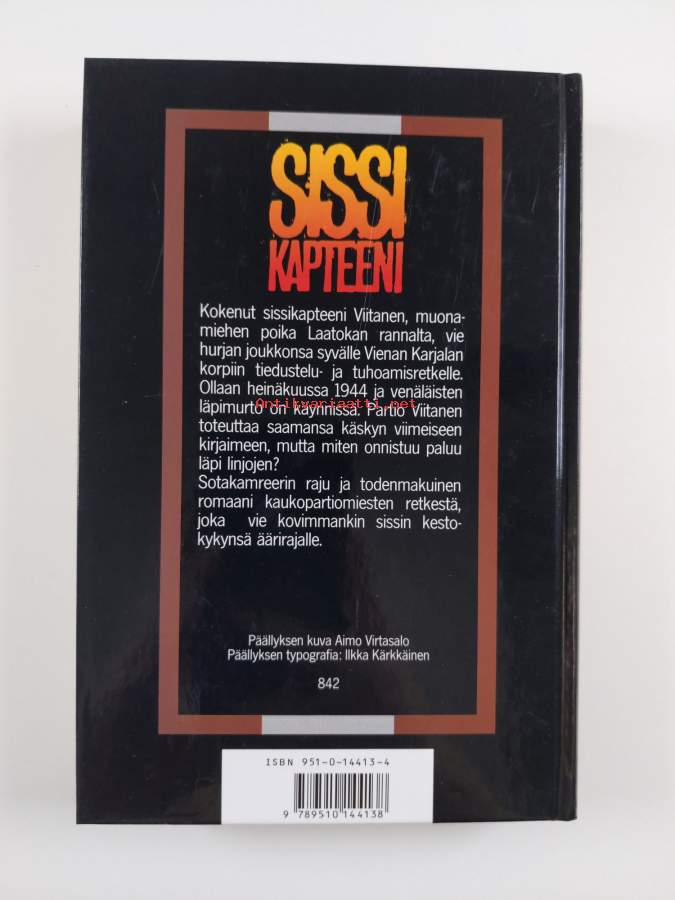 SISSI
KAPTEENI
Kokenut sissikapteeni Viitanen, muona-
miehen poika Laatokan rannalta, vie
hurjan joukkonsa syvälle Vienan Karjalan
korpiin tiedustelu- ja tuhoamisretkelle.
Ollaan heinäkuussa 1944 ja venäläisten
läpimurto on käynnissä. Partio Viitanen
Antikvariaatti.net
toteuttaa saamansa käskyn viimeiseen
kirjaimeen, mutta miten onnistuu paluu
läpi linjojen?
Sotakamreerin raju ja todenmakuinen
romaani kaukopartiomiesten retkestä,
joka vie kovimmankin sissin kesto-
kykynsä äärirajalle.
Päällyksen kuva Aimo Virtasalo
Päällyksen typografia: Ilkka Kärkkäinen
842
ISBN 951-0-14413-4
9 789510 144138